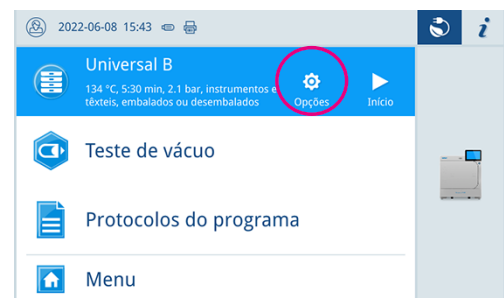 2022-06-08 15:43
i
Universal B
134 °C, 5:30 min, 2.1 bar, instrumentos e
têxteis, embalados ou desembalados
Opções
Início
Teste de vácuo
Protocolos do programa
Menu